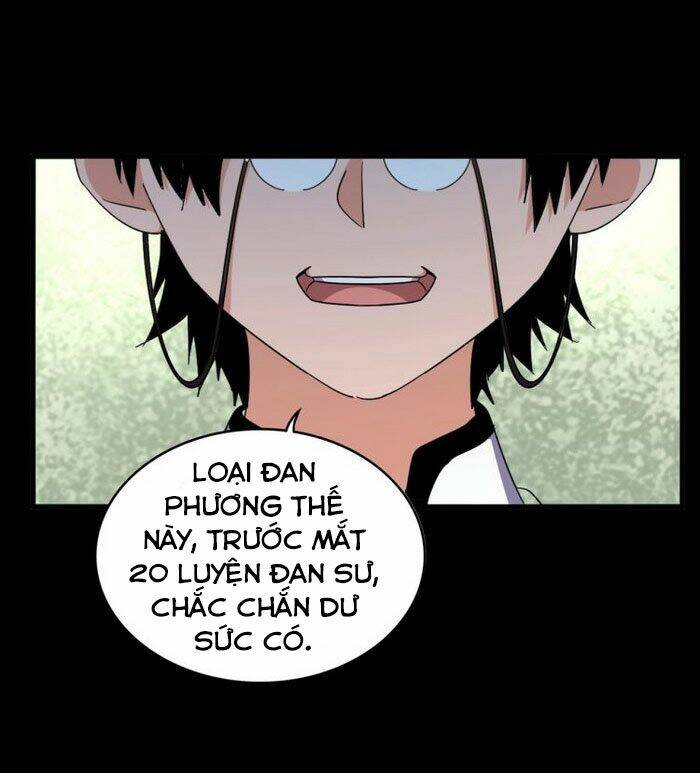 LOẠI ĐAN
PHƯƠNG THẾ
NÀY, TRƯỚC MẮT
20 LUYỆN ĐAN SƯ,
CHẮC CHẮN DƯ
SỨC CÓ.